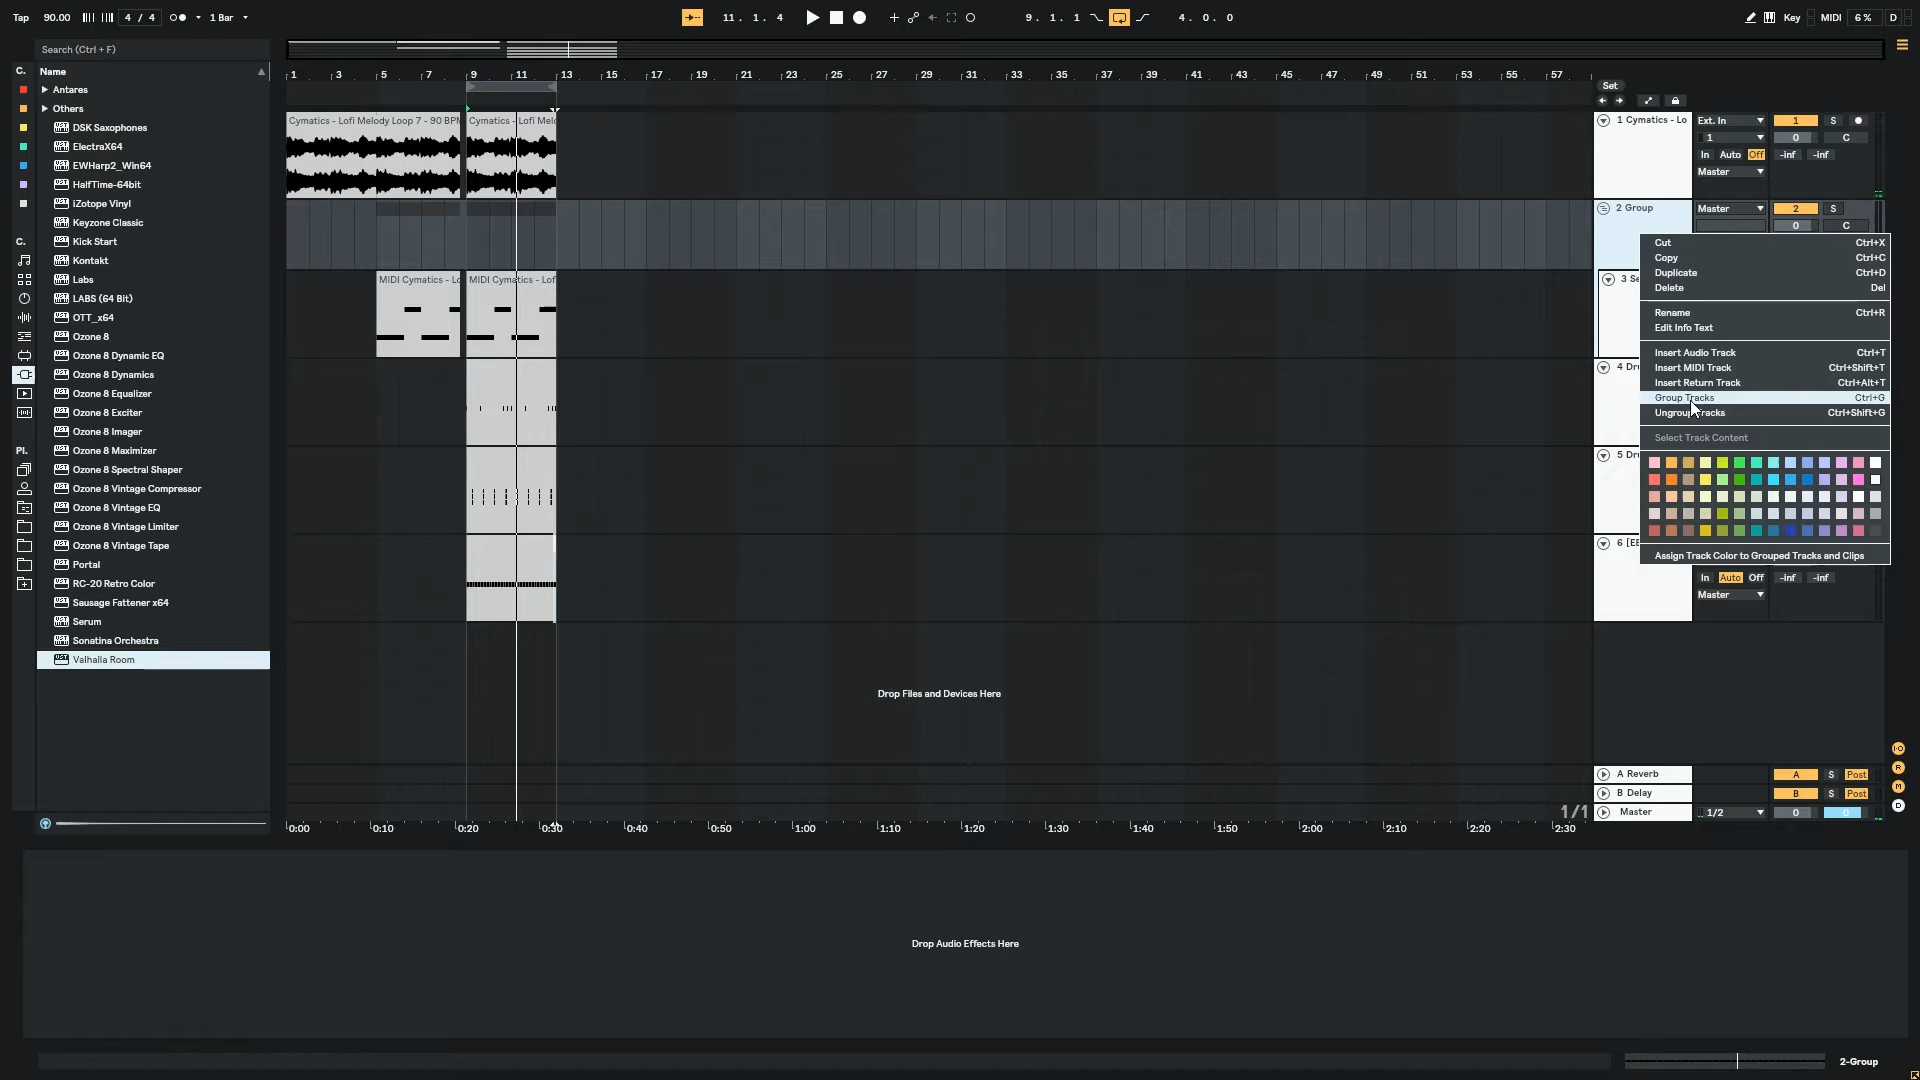 Tap 90.00 4 / 4 1 Bar 11. 1. 4 9. 1. 1 4. 0. 0 Key MIDI 6 % D
Search (Ctrl + F)
C. Name
Antares
Others
DSK Saxophones
ElectraX64
EWHarp2_Win64
HalfTime-64bit
iZotope Vinyl
Keyzone Classic
C.
Kick Start
Kontakt
Labs
LABS (64 Bit)
OTT_x64
Ozone 8
Ozone 8 Dynamic EQ
Ozone 8 Dynamics
Ozone 8 Equalizer
Ozone 8 Exciter
Ozone 8 Imager
Pl.
Ozone 8 Maximizer
Ozone 8 Spectral Shaper
Ozone 8 Vintage Compressor
Ozone 8 Vintage EQ
Ozone 8 Vintage Limiter
Ozone 8 Vintage Tape
Portal
RC-20 Retro Color
Sausage Fattener x64
Serum
Sonatina Orchestra
Valhalla Room
1 3 5 7 9 11 13 15 17 19 21 23 25 27 29 31 33 35 37 39 41 43 45 47 49 51 53 55 57
Set
Cymatics - Lofi Melody Loop 7 - 90 BPM Cymatics - Lofi Melo
MIDI Cymatics - Lo MIDI Cymatics - Lof
Drop Files and Devices Here
1/1
0:00 0:10 0:20 0:30 0:40 0:50 1:00 1:10 1:20 1:30 1:40 1:50 2:00 2:10 2:20 2:30
1 Cymatics - Lo Ext. In 1 S
1 0 C
In Auto Off -inf -inf
Master
2 Group Master 2 S
0 C
3 Se
4 Dru
5 Dru
6 [EB
Cut Ctrl+X
Copy Ctrl+C
Duplicate Ctrl+D
Delete Del
Rename Ctrl+R
Edit Info Text
Insert Audio Track Ctrl+T
Insert MIDI Track Ctrl+Shift+T
Insert Return Track Ctrl+Alt+T
Group Tracks Ctrl+G
Ungroup Tracks Ctrl+Shift+G
Select Track Content
Assign Track Color to Grouped Tracks and Clips
In Auto Off -inf -inf
Master
A Reverb A S Post
B Delay B S Post
Master 1/2 0 0
I·O
R
M
D
Drop Audio Effects Here
2-Group